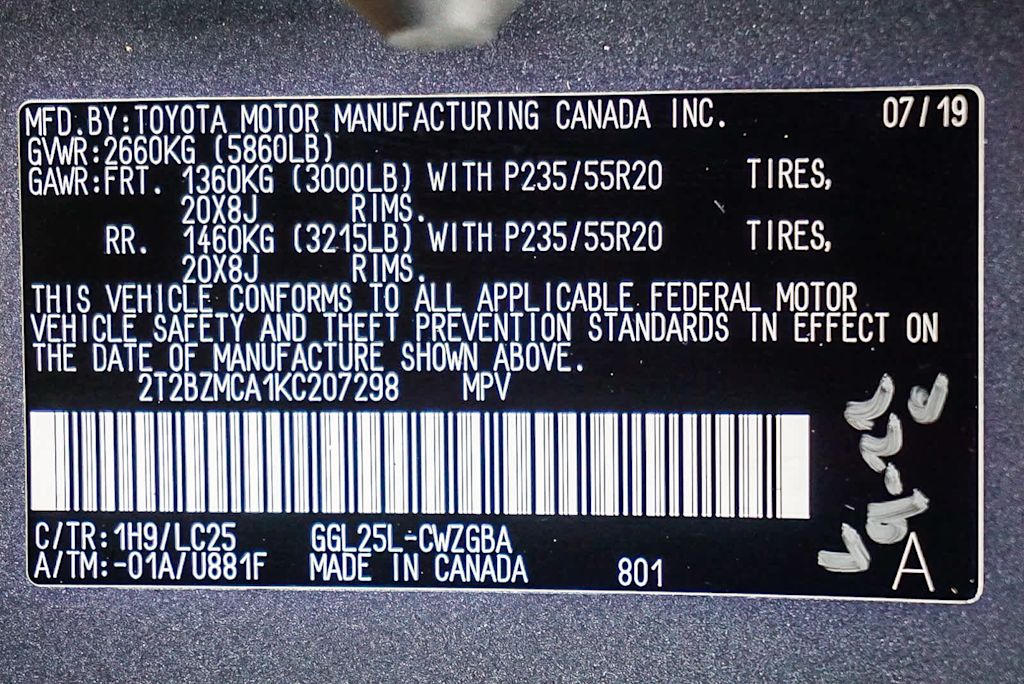 MFD.BY:TOYOTA MOTOR MANUFACTURING CANADA INC. 07/19
GVWR:2660KG (5860LB)
GAWR:FRT. 1360KG (3000LB) WITH P235/55R20 TIRES,
20X8J RIMS.
RR. 1460KG (3215LB) WITH P235/55R20 TIRES,
20X8J RIMS.
THIS VEHICLE CONFORMS TO ALL APPLICABLE FEDERAL MOTOR
VEHICLE SAFETY AND THEFT PREVENTION STANDARDS IN EFFECT ON
THE DATE OF MANUFACTURE SHOWN ABOVE.
2T2BZMCA1KC207298 MPV
C/TR:1H9/LC25 GGL25L-CWZGBA
A/TM:-01A/U881F MADE IN CANADA 801 A